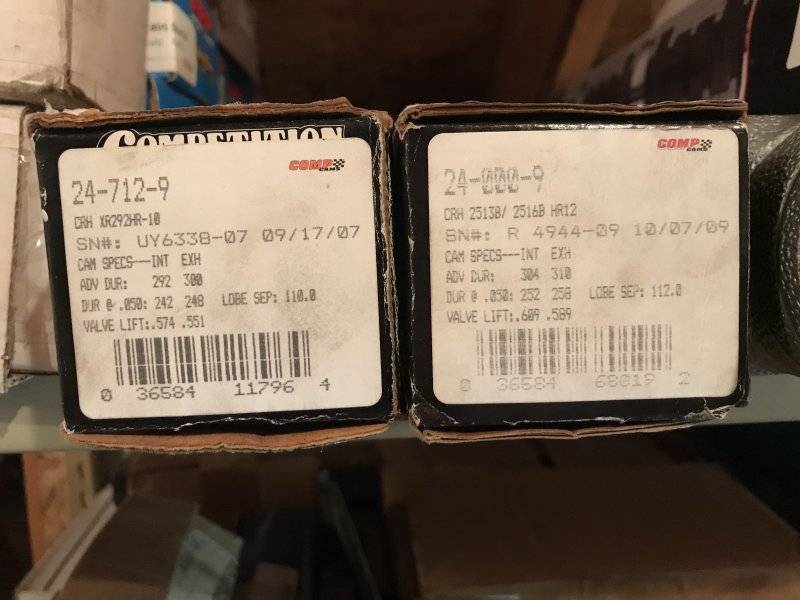 COMPETITION
COMP
CAMS
24-712-9
CRH XR292HR-10
SN#: UY6338-07 09/17/07
CAM SPECS---INT EXH
ADV DUR: 292 300
DUR @ .050: 242 248 LOBE SEP: 110.0
VALVE LIFT:.574 .551
0 36584 11796 4
COMP
CAMS
24-000-9
CRH 2513B/ 2516B HR12
SN#: R 4944-09 10/07/09
CAM SPECS---INT EXH
ADV DUR: 304 310
DUR @ .050: 252 258 LOBE SEP: 112.0
VALVE LIFT:.609 .589
0 36584 68019 2